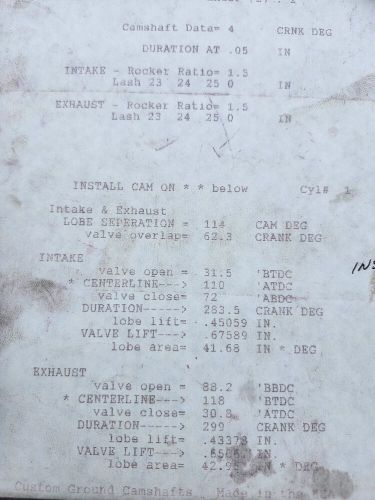 Camshaft Data= 4 CRNK DEG
DURATION AT .05 IN
INTAKE - Rocker Ratio= 1.5
Lash 23 24 25 0 IN
EXHAUST - Rocker Ratio= 1.5
Lash 23 24 25 0 IN
INSTALL CAM ON * * below Cyl# 1
Intake & Exhaust
LOBE SEPERATION = 114 CAM DEG
valve overlap= 62.3 CRANK DEG
INTAKE
valve open = 31.5 'BTDC
* CENTERLINE---> 110 'ATDC
valve close= 72 'ABDC
DURATION-----> 283.5 CRANK DEG
lobe lift= .45059 IN.
VALVE LIFT---> .67589 IN.
lobe area= 41.68 IN * DEG
EXHAUST
valve open = 88.2 'BBDC
* CENTERLINE---> 118 'BTDC
valve close= 30.8 'ATDC
DURATION-----> 299 CRANK DEG
lobe lift= .43378 IN.
VALVE LIFT---> IN.
lobe area= 42.95 IN * DEG
Custom Ground Camshafts Made in the